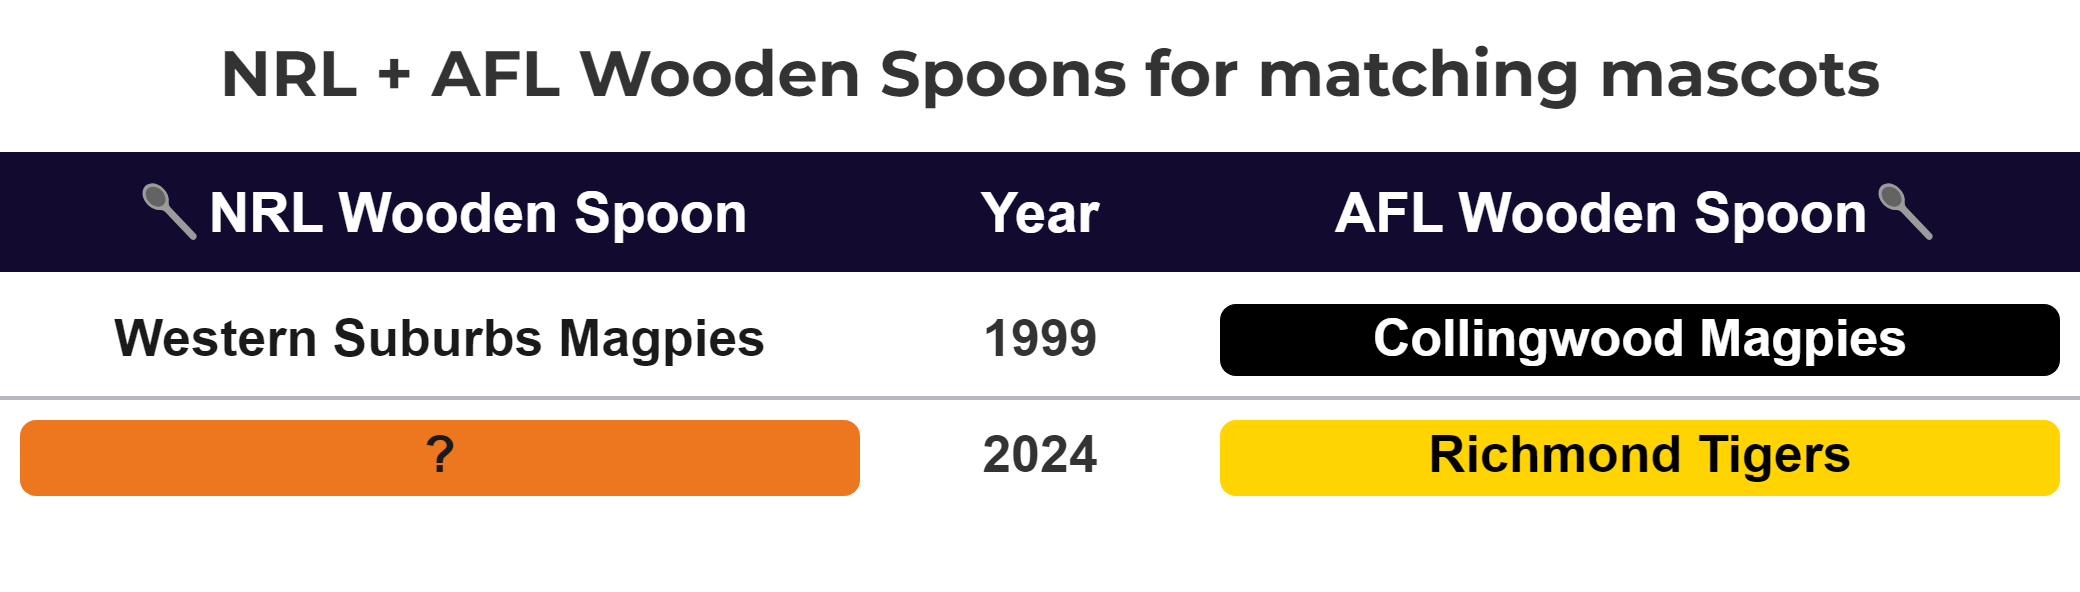 NRL + AFL Wooden Spoons for matching mascots
NRL Wooden Spoon Year AFL Wooden Spoon
Western Suburbs Magpies 1999 Collingwood Magpies
? 2024 Richmond Tigers